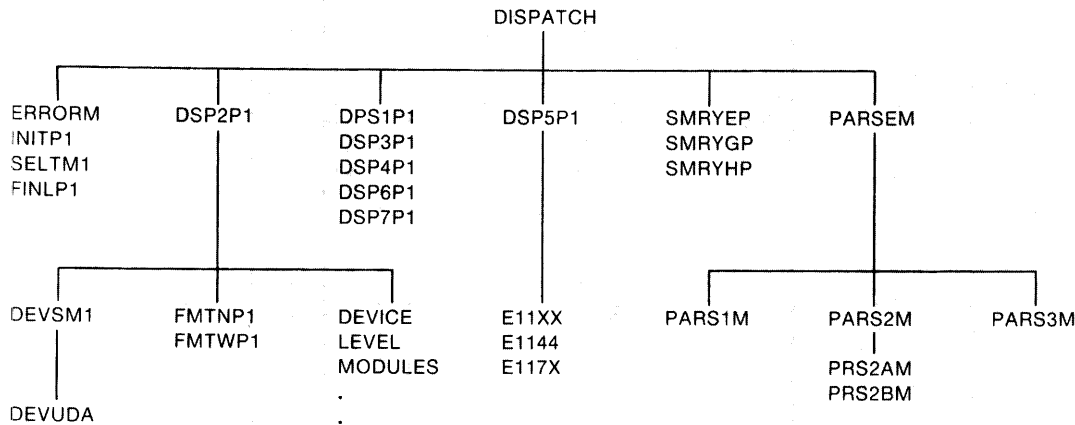 DISPATCH
ERRORM DSP2P1 DPS1P1 DSP5P1 SMRYEP PARSEM
INITP1 DSP3P1 SMRYGP
SELTM1 DSP4P1 SMRYHP
FINLP1 DSP6P1
DSP7P1
DEVSM1 FMTNP1 DEVICE E11XX PARS1M PARS2M PARS3M
FMTWP1 LEVEL E1144
MODULES E117X PRS2AM
. PRS2BM
DEVUDA .